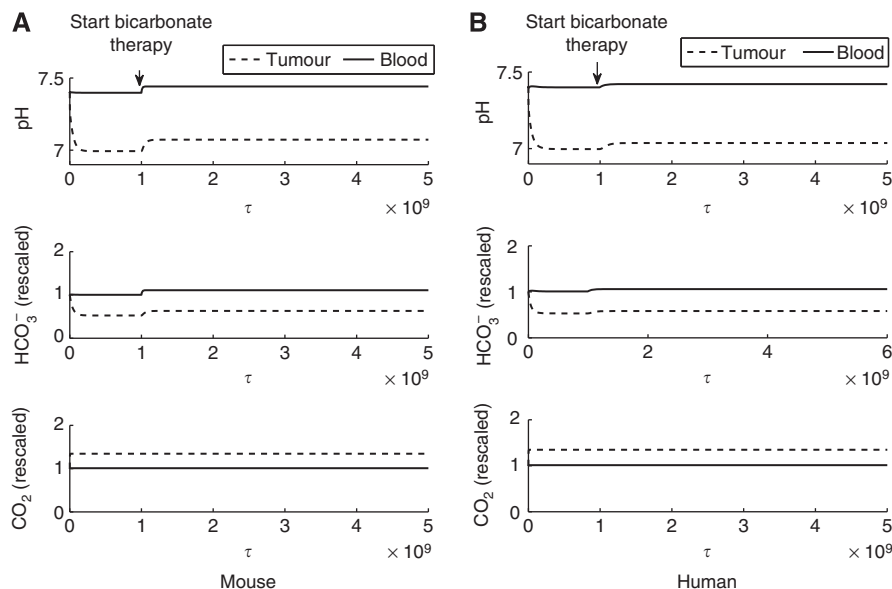 A
Start bicarbonate
therapy
Tumour
Blood
7.5
7
pH
0
1
2
3
4
5
τ
× 10⁹
2
1
0
HCO₃⁻ (rescaled)
0
1
2
3
4
5
τ
× 10⁹
2
1
0
CO₂ (rescaled)
0
1
2
3
4
5
τ
× 10⁹
Mouse
B
Start bicarbonate
therapy
Tumour
Blood
7.5
7
pH
0
1
2
3
4
5
τ
× 10⁹
2
1
0
HCO₃⁻ (rescaled)
0
2
4
6
τ
× 10⁹
2
1
0
CO₂ (rescaled)
0
1
2
3
4
5
τ
× 10⁹
Human